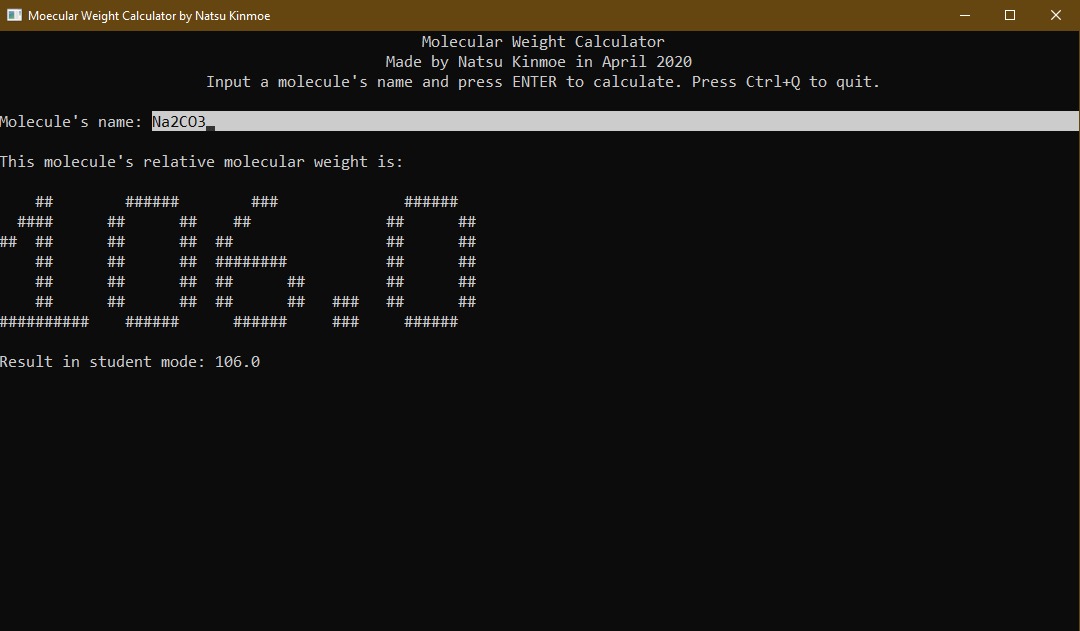 Moecular Weight Calculator by Natsu Kinmoe
Molecular Weight Calculator
Made by Natsu Kinmoe in April 2020
Input a molecule's name and press ENTER to calculate. Press Ctrl+Q to quit.
Molecule's name: Na2CO3
This molecule's relative molecular weight is:
106.0
Result in student mode: 106.0